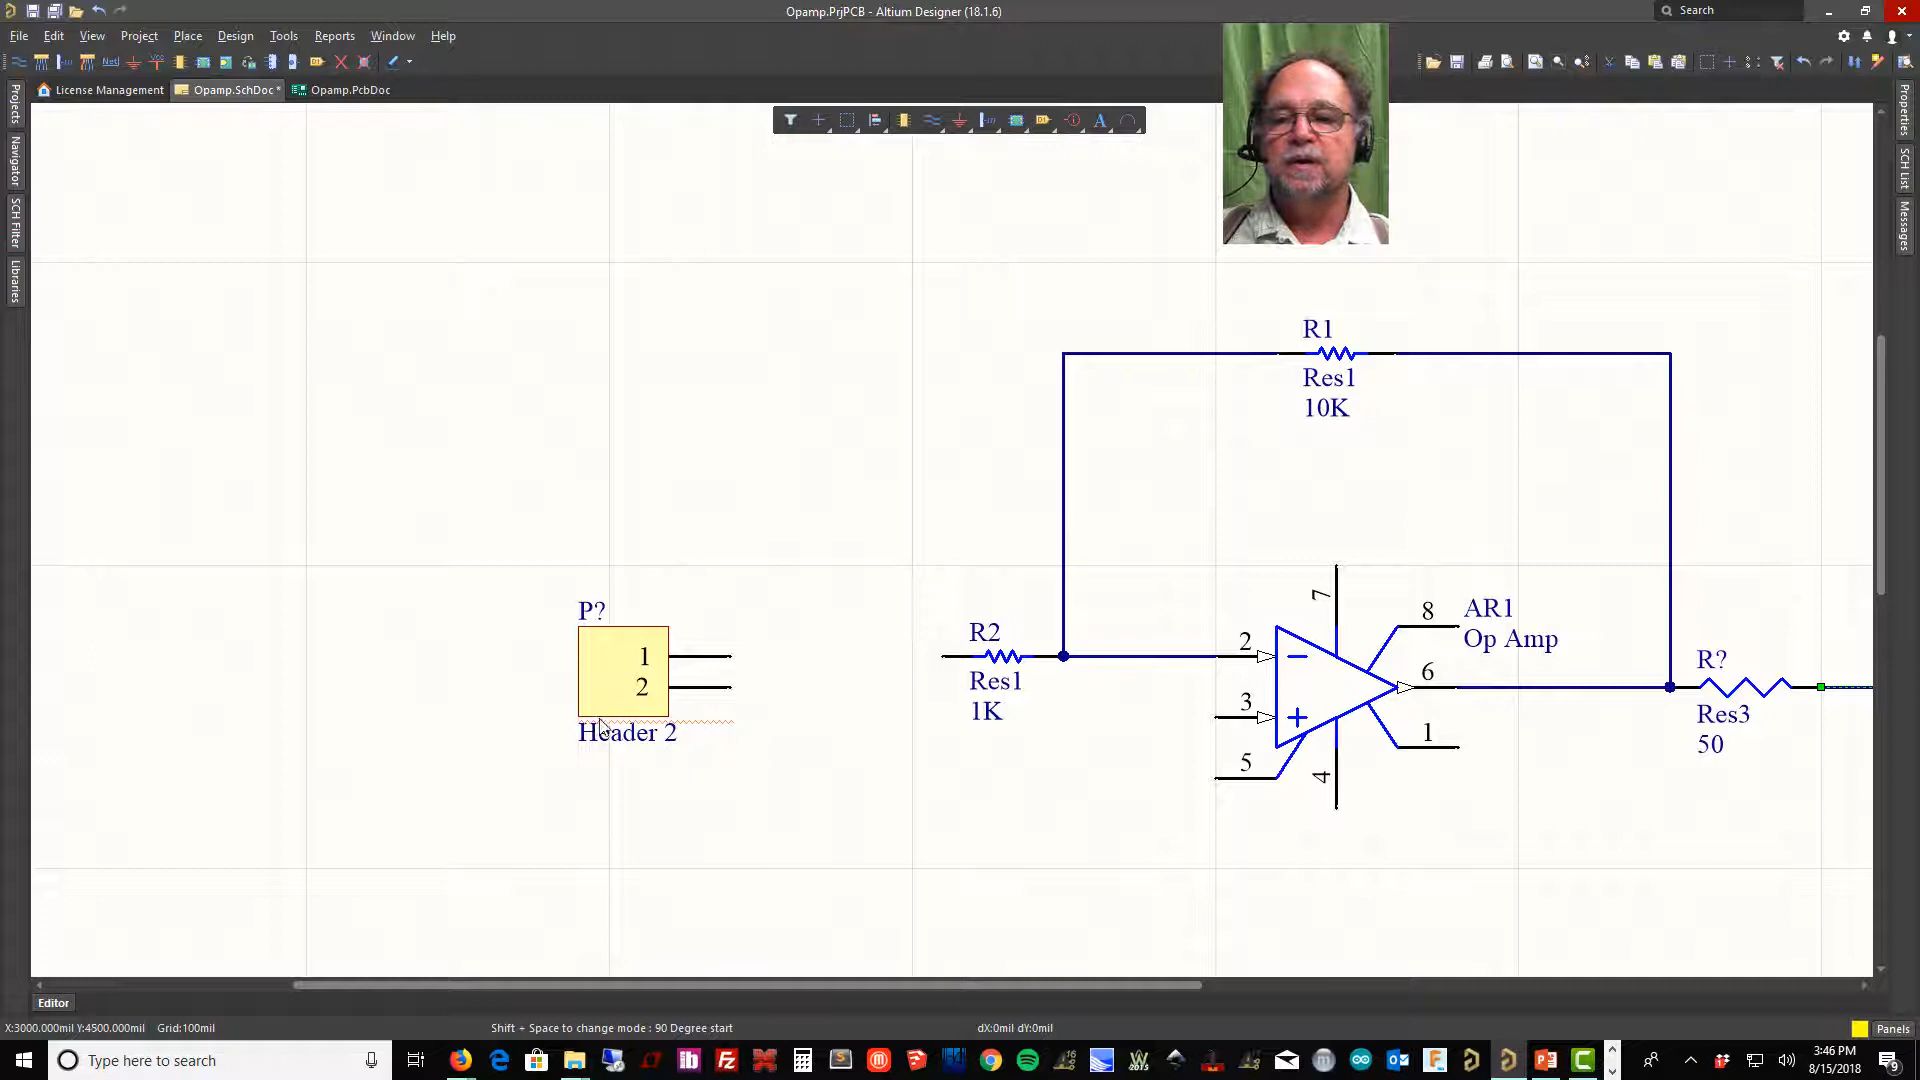 Opamp.PrjPCB - Altium Designer (18.1.6)
Search
File Edit View Project Place Design Tools Reports Window Help
Net
License Management
Opamp.SchDoc *
Opamp.PcbDoc
Projects
Navigator
SCH Filter
Libraries
Properties
SCH List
Messages
R1
Res1
10K
P?
1
2
Header 2
R2
Res1
1K
2
3
5
7
4
8
6
1
AR1
Op Amp
R?
Res3
50
Editor
X:3000.000mil Y:4500.000mil Grid:100mil
Shift + Space to change mode : 90 Degree start
dX:0mil dY:0mil
Panels
Type here to search
3:46 PM
8/15/2018
9